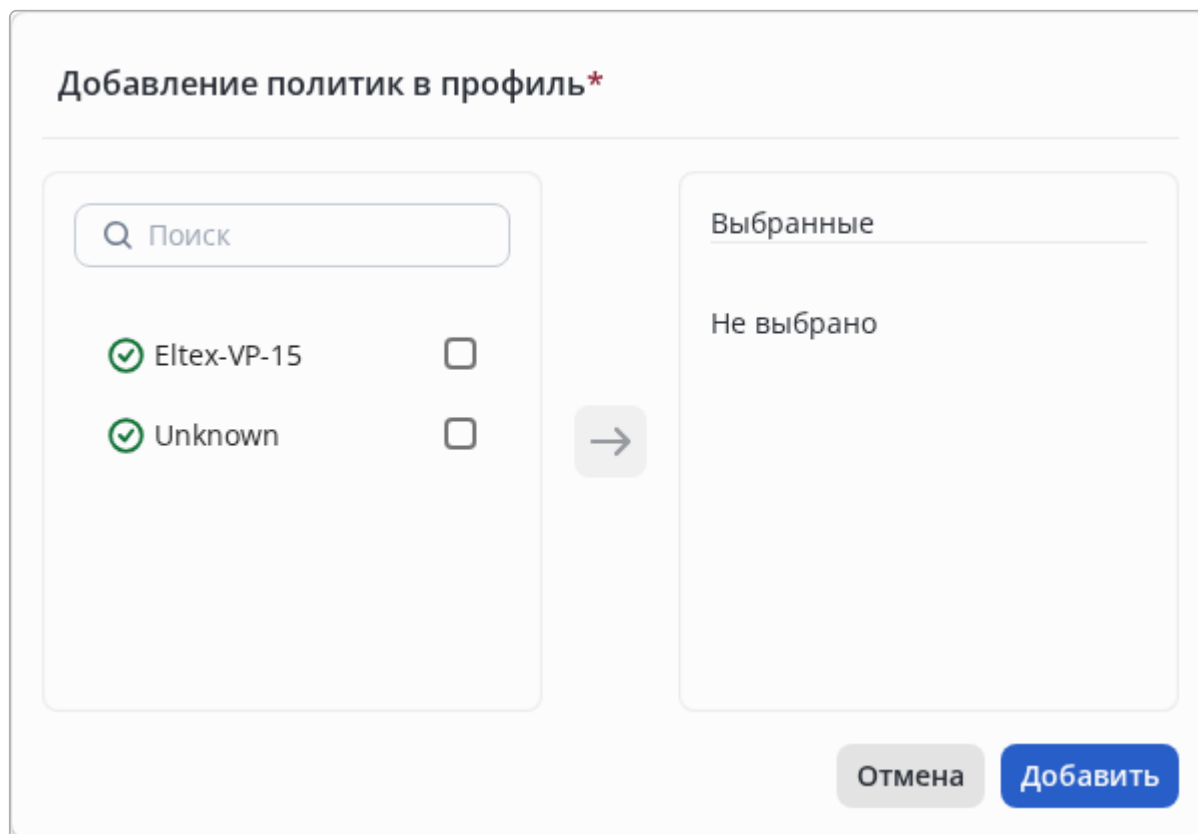 Добавление политик в профиль*
Поиск
Eltex-VP-15
Unknown
Выбранные
Не выбрано
Отмена
Добавить